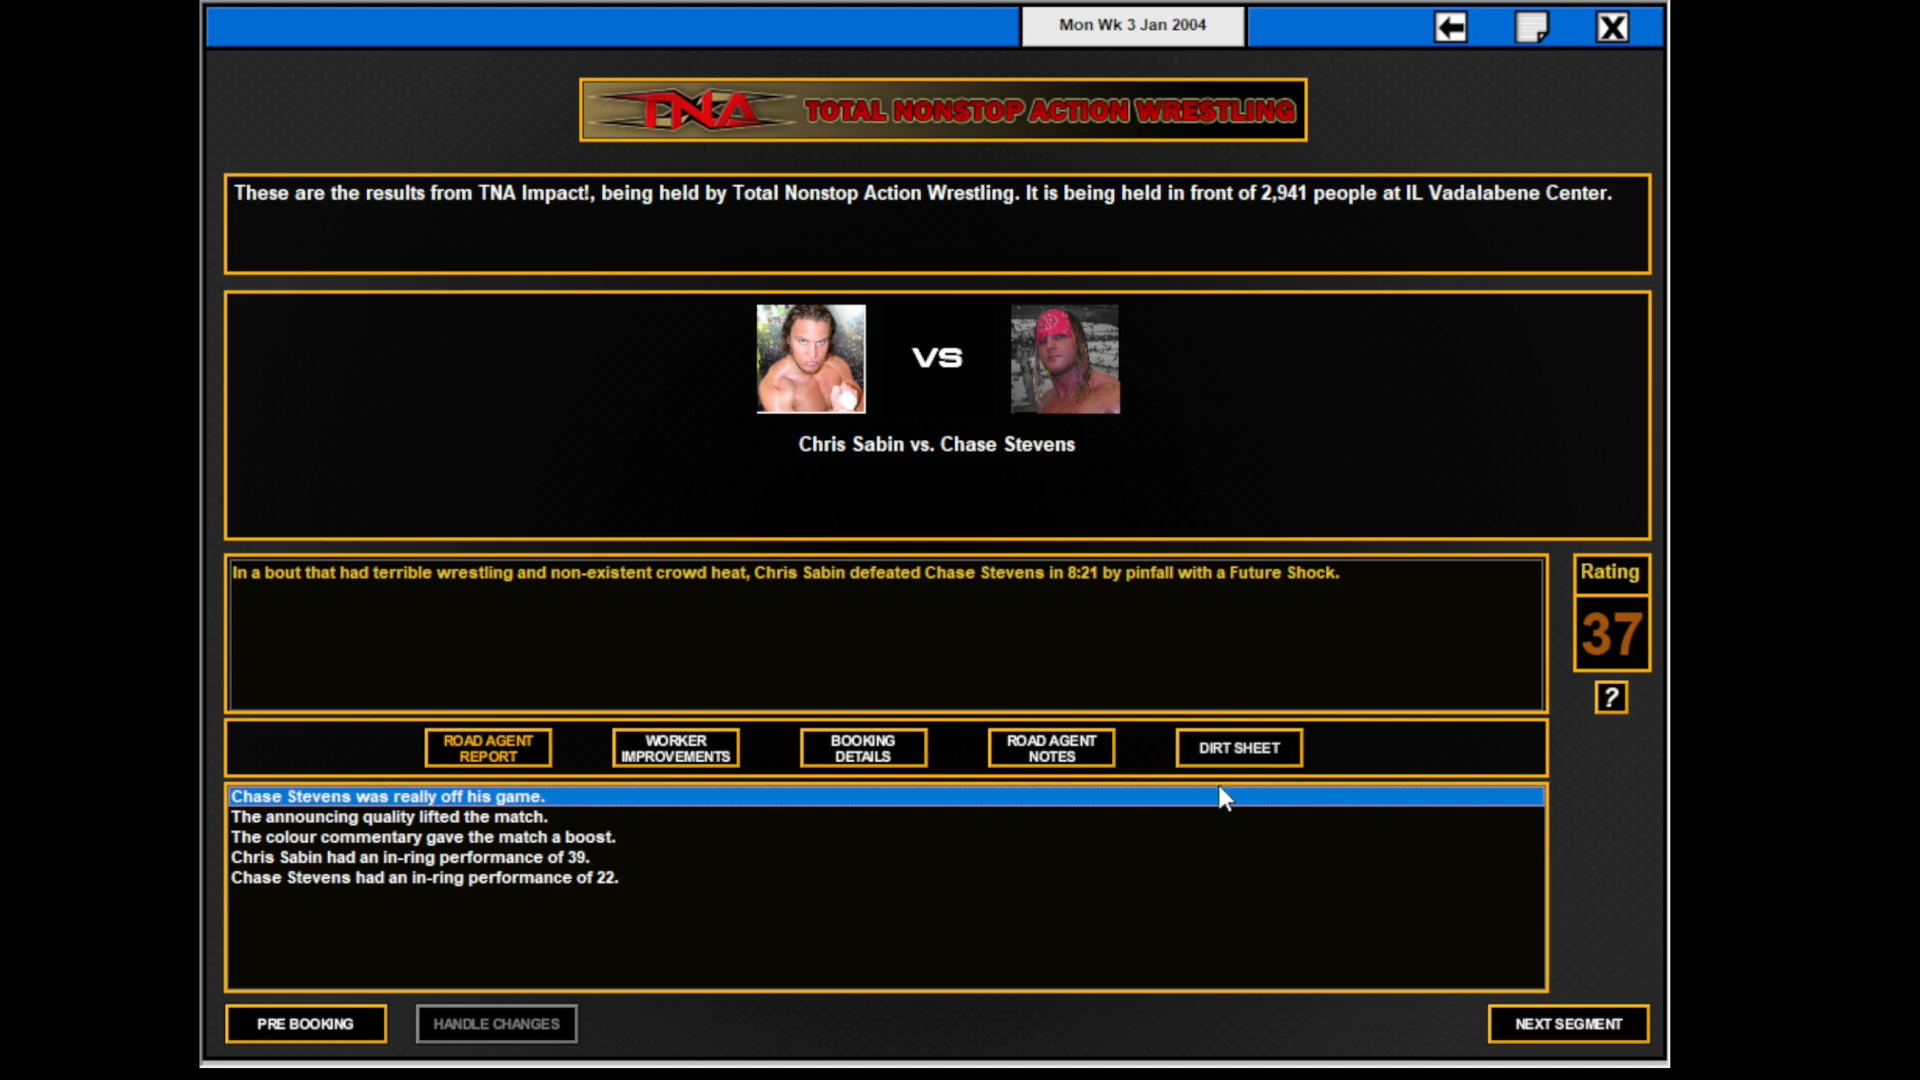 Mon Wk 3 Jan 2004
TNA TOTAL NONSTOP ACTION WRESTLING
These are the results from TNA Impact!, being held by Total Nonstop Action Wrestling. It is being held in front of 2,941 people at IL Vadalabene Center.
VS
Chris Sabin vs. Chase Stevens
In a bout that had terrible wrestling and non-existent crowd heat, Chris Sabin defeated Chase Stevens in 8:21 by pinfall with a Future Shock.
Rating
37
?
ROAD AGENT REPORT
WORKER IMPROVEMENTS
BOOKING DETAILS
ROAD AGENT NOTES
DIRT SHEET
Chase Stevens was really off his game.
The announcing quality lifted the match.
The colour commentary gave the match a boost.
Chris Sabin had an in-ring performance of 39.
Chase Stevens had an in-ring performance of 22.
PRE BOOKING
HANDLE CHANGES
NEXT SEGMENT